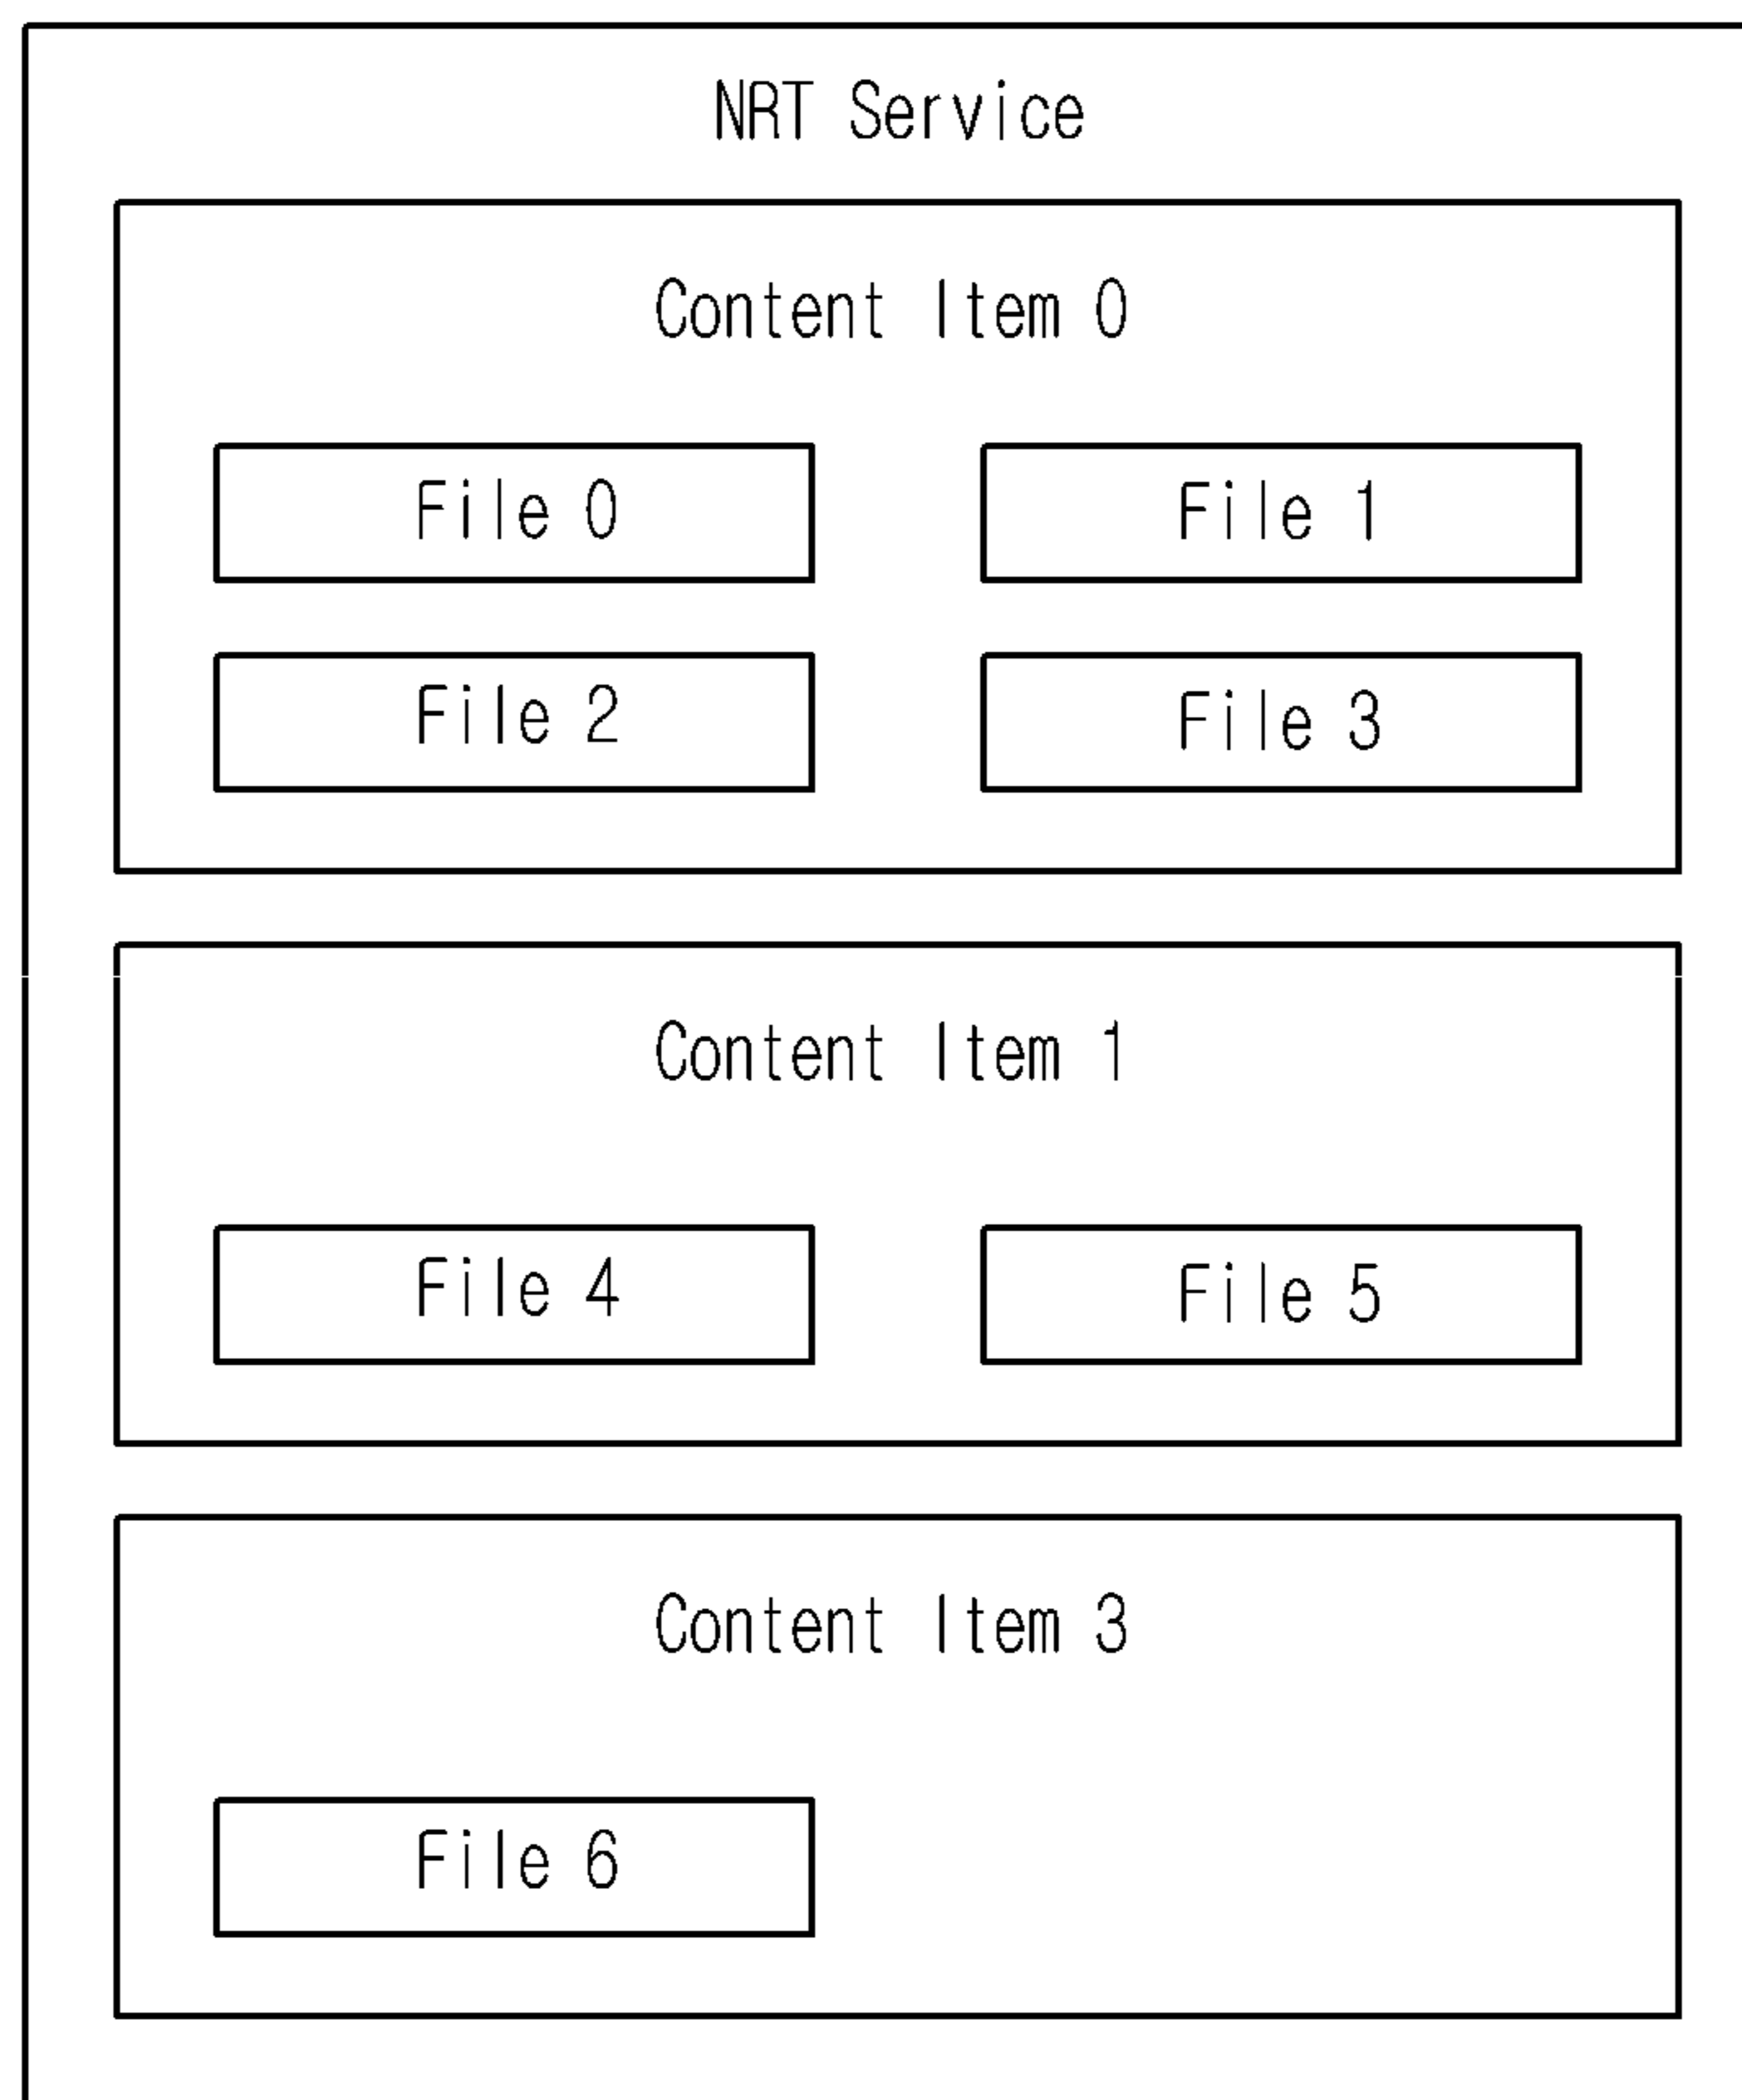 NRT Service
Content Item 0
File 0
File 1
File 2
File 3
Content Item 1
File 4
File 5
Content Item 3
File 6